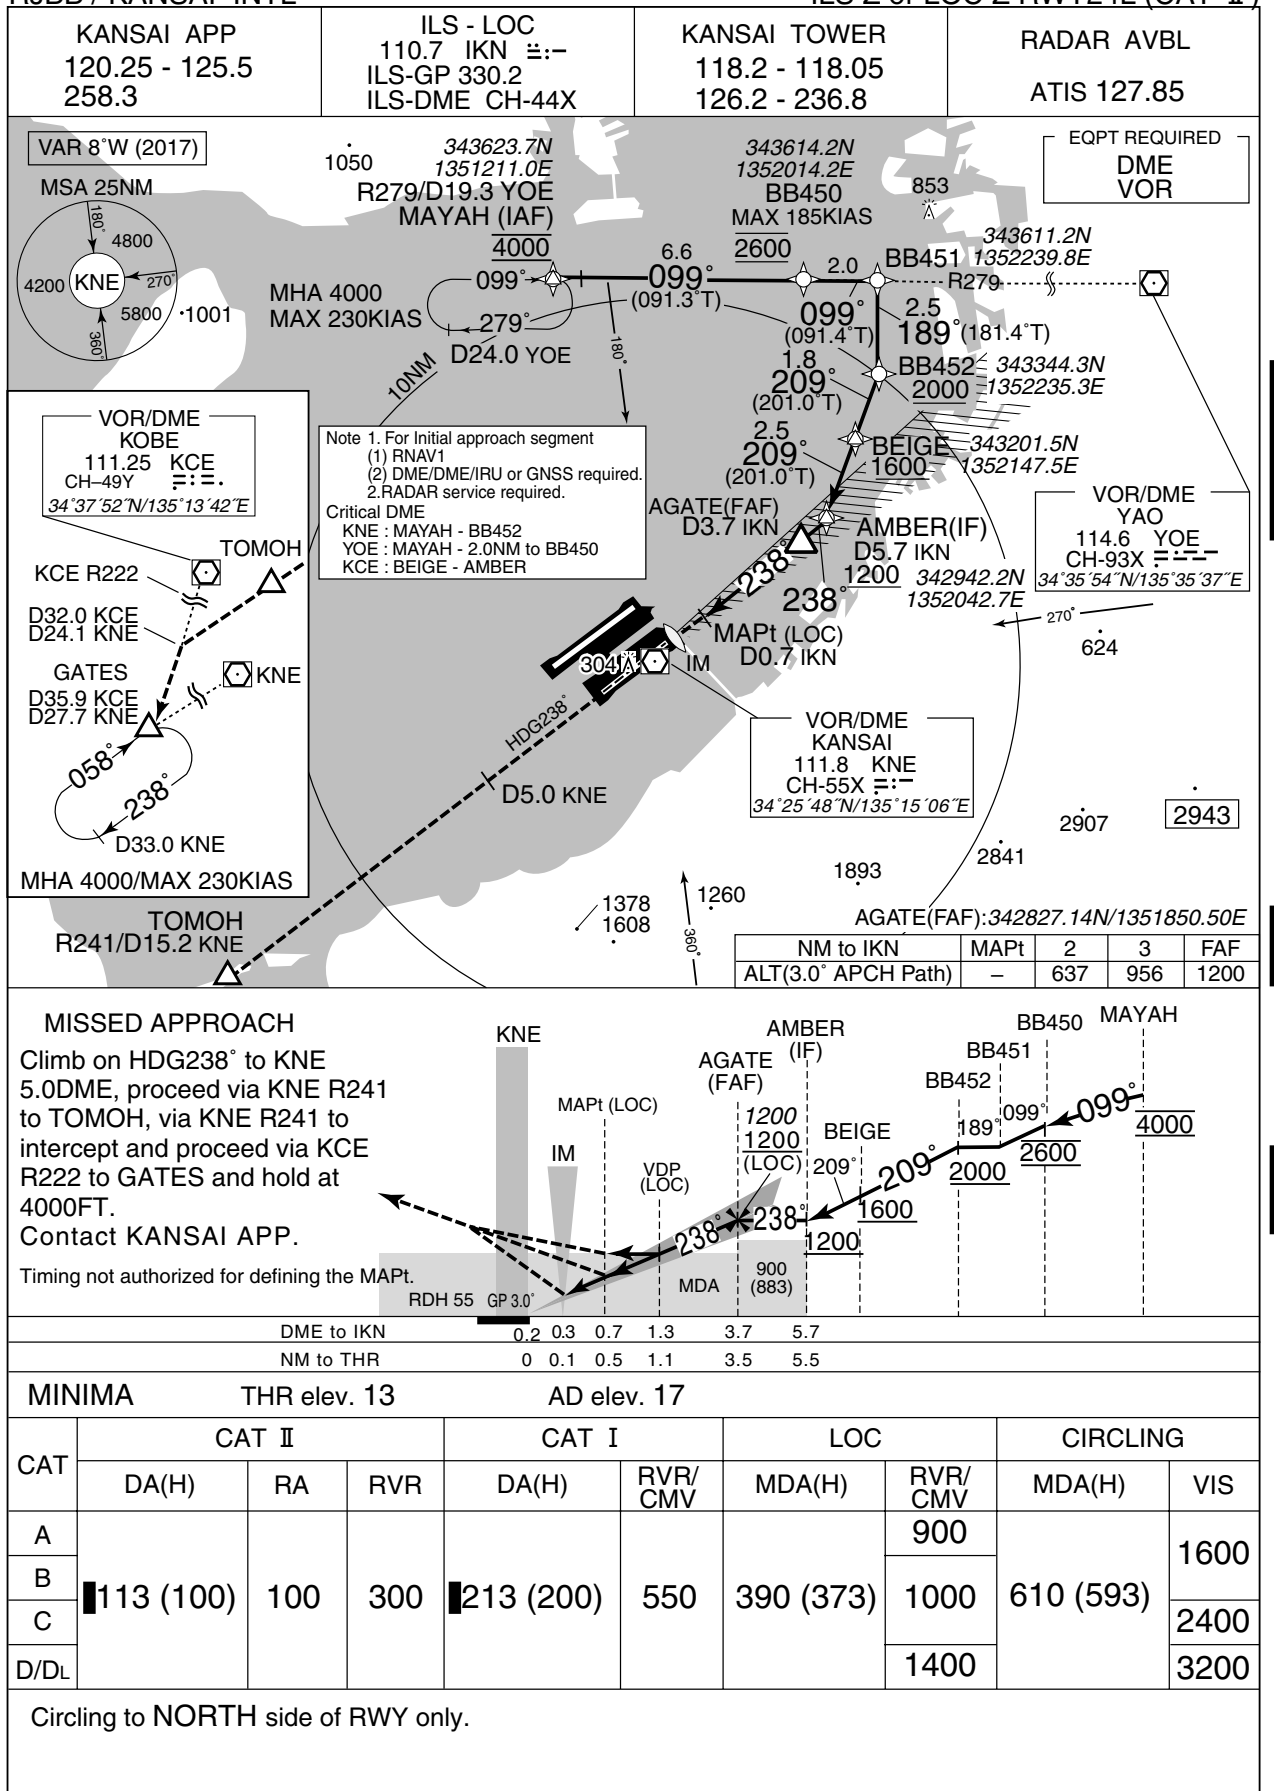 RJBB / KANSAI INTL
ILS Z or LOC Z RWY24L (CAT Ⅱ)
KANSAI APP
120.25 - 125.5
258.3
ILS - LOC
110.7 IKN
ILS-GP 330.2
ILS-DME CH-44X
KANSAI TOWER
118.2 - 118.05
126.2 - 236.8
RADAR AVBL
ATIS 127.85
VAR 8°W (2017)
MSA 25NM
180°
4800
4200
KNE
270°
5800
360°
1001
1050
343623.7N
1351211.0E
R279/D19.3 YOE
MAYAH (IAF)
4000
099°
279°
D24.0 YOE
MHA 4000
MAX 230KIAS
10NM
180°
6.6
099°
(091.3°T)
343614.2N
1352014.2E
BB450
MAX 185KIAS
2600
2.0
099°
(091.4°T)
853
EQPT REQUIRED
DME
VOR
343611.2N
1352239.8E
BB451
R279
2.5
189°(181.4°T)
BB452
2000
343344.3N
1352235.3E
1.8
209°
(201.0°T)
2.5
209°
(201.0°T)
BEIGE
1600
343201.5N
1352147.5E
AGATE(FAF)
D3.7 IKN
AMBER(IF)
D5.7 IKN
1200
342942.2N
1352042.7E
238°
238°
MAPt (LOC)
D0.7 IKN
IM
304
VOR/DME
YAO
114.6 YOE
CH-93X
34°35´54˝N/135°35´37˝E
270°
624
VOR/DME
KOBE
111.25 KCE
CH–49Y
34°37´52˝N/135°13´42˝E
TOMOH
KCE R222
D32.0 KCE
D24.1 KNE
GATES
D35.9 KCE
D27.7 KNE
KNE
058°
238°
D33.0 KNE
MHA 4000/MAX 230KIAS
Note 1. For Initial approach segment
(1) RNAV1
(2) DME/DME/IRU or GNSS required.
2.RADAR service required.
Critical DME
KNE : MAYAH - BB452
YOE : MAYAH - 2.0NM to BB450
KCE : BEIGE - AMBER
HDG238°
D5.0 KNE
VOR/DME
KANSAI
111.8 KNE
CH-55X
34°25´48˝N/135°15´06˝E
2943
2907
2841
1893
1260
1378
1608
360°
TOMOH
R241/D15.2 KNE
AGATE(FAF):342827.14N/1351850.50E
NM to IKN MAPt 2 3 FAF
ALT(3.0° APCH Path) – 637 956 1200
MISSED APPROACH
Climb on HDG238° to KNE
5.0DME, proceed via KNE R241
to TOMOH, via KNE R241 to
intercept and proceed via KCE
R222 to GATES and hold at
4000FT.
Contact KANSAI APP.
Timing not authorized for defining the MAPt.
KNE
IM
MAPt (LOC)
VDP
(LOC)
AGATE
(FAF)
1200
1200
(LOC)
AMBER
(IF)
BEIGE
BB452
BB451
BB450
MAYAH
238°
238°
209°
209°
189°
099°
099°
1200
1600
2000
2600
4000
MDA
900
(883)
RDH 55 GP 3.0°
DME to IKN 0.2 0.3 0.7 1.3 3.7 5.7
NM to THR 0 0.1 0.5 1.1 3.5 5.5
MINIMA THR elev. 13 AD elev. 17
CAT
CAT Ⅱ
CAT Ⅰ
LOC
CIRCLING
DA(H) RA RVR DA(H) RVR/CMV MDA(H) RVR/CMV MDA(H) VIS
A
B
C
D/DL
113 (100) 100 300 213 (200) 550 390 (373)
900
1000
1400
610 (593)
1600
2400
3200
Circling to NORTH side of RWY only.